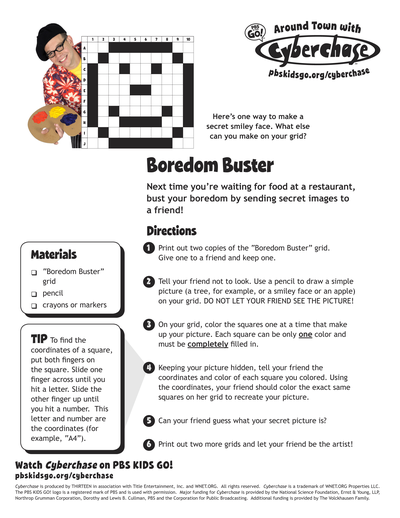 PBS KIDS GO!
Around Town with
Cyberchase
pbskidsgo.org/cyberchase
1 2 3 4 5 6 7 8 9 10
A
B
C
D
E
F
G
H
I
J
Here's one way to make a
secret smiley face. What else
can you make on your grid?
Boredom Buster
Next time you're waiting for food at a restaurant,
bust your boredom by sending secret images to
a friend!
Directions
1 Print out two copies of the "Boredom Buster" grid.
Give one to a friend and keep one.
2 Tell your friend not to look. Use a pencil to draw a simple
picture (a tree, for example, or a smiley face or an apple)
on your grid. DO NOT LET YOUR FRIEND SEE THE PICTURE!
3 On your grid, color the squares one at a time that make
up your picture. Each square can be only one color and
must be completely filled in.
4 Keeping your picture hidden, tell your friend the
coordinates and color of each square you colored. Using
the coordinates, your friend should color the exact same
squares on her grid to recreate your picture.
5 Can your friend guess what your secret picture is?
6 Print out two more grids and let your friend be the artist!
Materials
"Boredom Buster"
grid
pencil
crayons or markers
TIP To find the
coordinates of a square,
put both fingers on
the square. Slide one
finger across until you
hit a letter. Slide the
other finger up until
you hit a number. This
letter and number are
the coordinates (for
example, "A4").
Watch Cyberchase on PBS KIDS GO!
pbskidsgo.org/cyberchase
Cyberchase is produced by THIRTEEN in association with Title Entertainment, Inc. and WNET.ORG. All rights reserved. Cyberchase is a trademark of WNET.ORG Properties LLC.
The PBS KIDS GO! logo is a registered mark of PBS and is used with permission. Major funding for Cyberchase is provided by the National Science Foundation, Ernst & Young, LLP,
Northrop Grumman Corporation, Dorothy and Lewis B. Cullman, PBS and the Corporation for Public Broadcasting. Additional funding is provided by The Volckhausen Family.